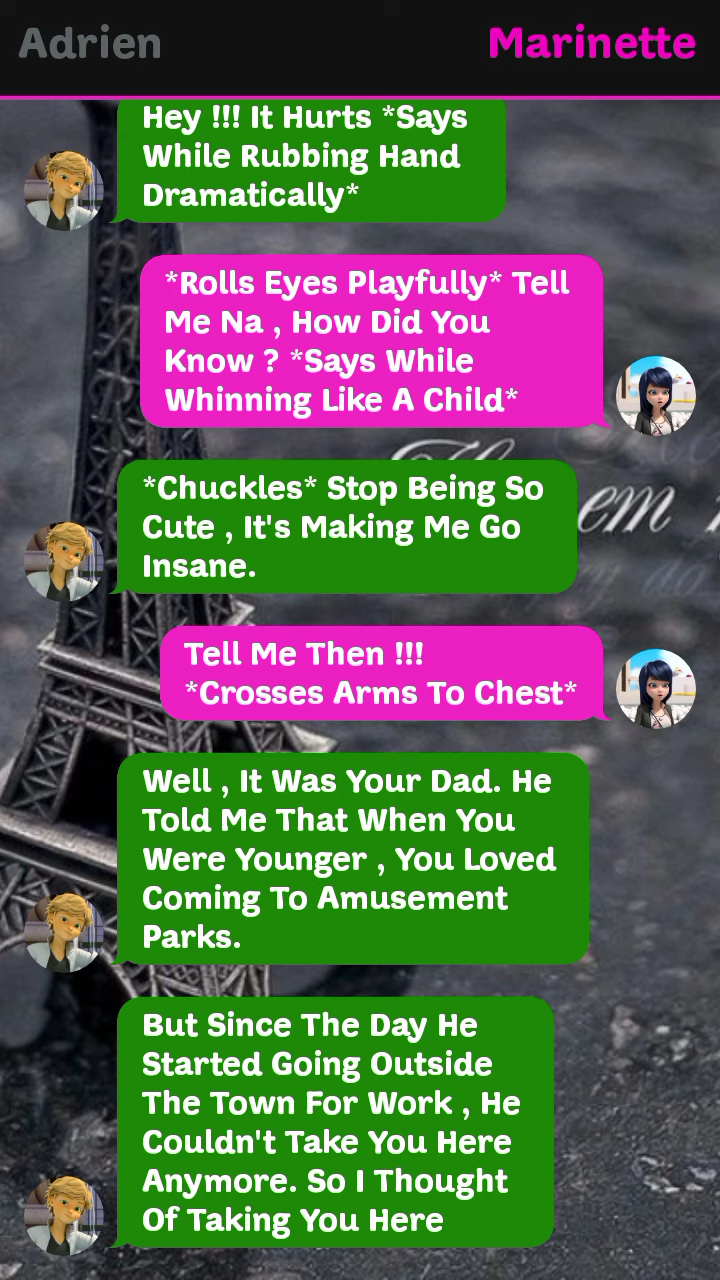 Adrien
Marinette
Hey !!! It Hurts *Says
While Rubbing Hand
Dramatically*
*Rolls Eyes Playfully* Tell
Me Na , How Did You
Know ? *Says While
Whinning Like A Child*
*Chuckles* Stop Being So
Cute , It's Making Me Go
Insane.
em
Tell Me Then !!!
*Crosses Arms To Chest*
Well , It Was Your Dad. He
Told Me That When You
Were Younger , You Loved
Coming To Amusement
Parks.
But Since The Day He
Started Going Outside
The Town For Work , He
Couldn't Take You Here
Anymore. So I Thought
Of Taking You Here